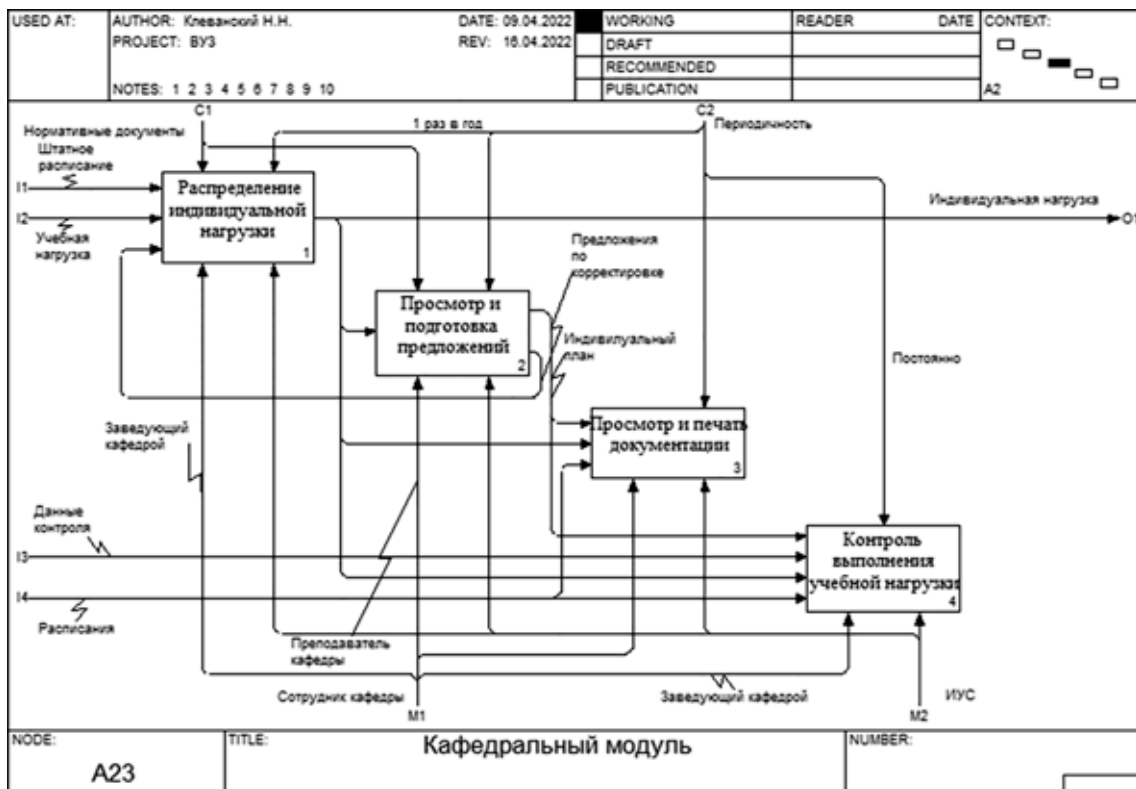 USED AT:
AUTHOR: Клеванский Н.Н.
DATE: 09.04.2022
PROJECT: ВУЗ
REV: 16.04.2022
NOTES: 1 2 3 4 5 6 7 8 9 10
WORKING
DRAFT
RECOMMENDED
PUBLICATION
READER
DATE
CONTEXT:
A2
C1
C2
Нормативные документы
1 раз в год
Периодичность
Штатное
расписание
I1
I2
Учебная
нагрузка
Распределение
индивидуальной
нагрузки
1
Индивидуальная нагрузка
O1
Предложения
по
корректировке
Просмотр и
подготовка
предложений
2
Индивилуальный
план
Постоянно
Просмотр и печать
документации
3
Заведующий
кафедрой
Данные
контроля
I3
I4
Расписания
Контроль
выполнения
учебной нагрузки
4
Преподаватель
кафедры
Сотрудник кафедры
M1
Заведующий кафедрой
ИУС
M2
NODE:
A23
TITLE:
Кафедральный модуль
NUMBER: